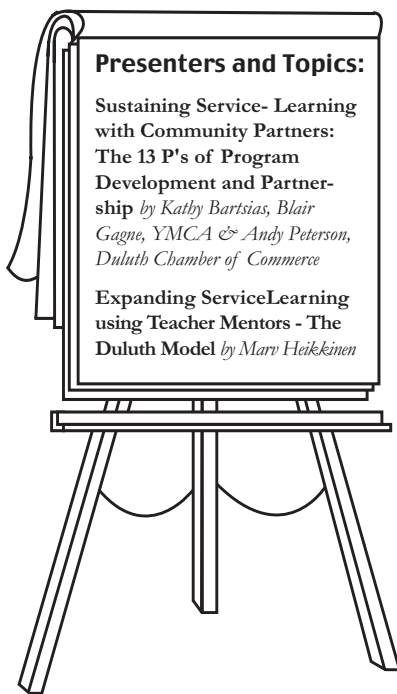 Presenters and Topics:
Sustaining Service- Learning
with Community Partners:
The 13 P's of Program
Development and Partner-
ship by Kathy Bartsias, Blair
Gagne, YMCA & Andy Peterson,
Duluth Chamber of Commerce
Expanding ServiceLearning
using Teacher Mentors - The
Duluth Model by Marv Heikkinen